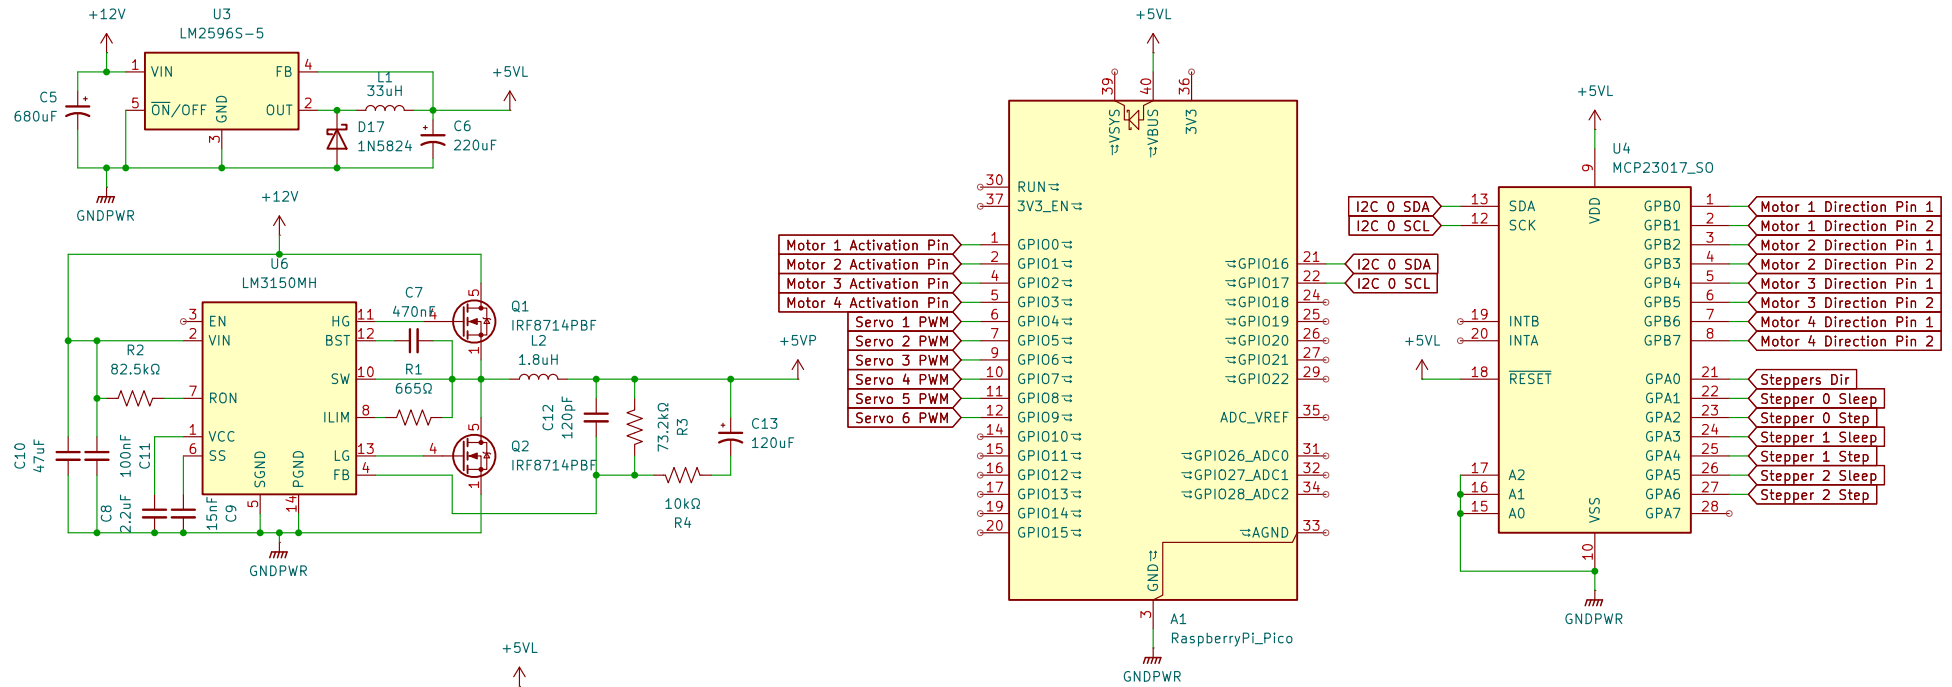 +12V
U3
LM2596S-5
1 VIN
FB 4
5 ON/OFF
GND
OUT 2
3
C5
680uF
L1
33uH
+5VL
D17
1N5824
C6
220uF
GNDPWR
+12V
U6
LM3150MH
3 EN
2 VIN
7 RON
1 VCC
6 SS
HG 11
BST 12
SW 10
ILIM 8
LG 13
FB 4
SGND
PGND
5
14
R2
82.5kΩ
C7
470nF
R1
665Ω
5
4
1
Q1
IRF8714PBF
5
4
1
Q2
IRF8714PBF
L2
1.8uH
+5VP
C12
120pF
73.2kΩ
R3
C13
120uF
10kΩ
R4
C10
47uF
100nF
C11
C8
2.2uF
15nF
C9
GNDPWR
+5VL
+5VL
39
40
36
VSYS
VBUS
3V3
30 RUN
37 3V3_EN
Motor 1 Activation Pin 1 GPIO0
Motor 2 Activation Pin 2 GPIO1
Motor 3 Activation Pin 4 GPIO2
Motor 4 Activation Pin 5 GPIO3
Servo 1 PWM 6 GPIO4
Servo 2 PWM 7 GPIO5
Servo 3 PWM 9 GPIO6
Servo 4 PWM 10 GPIO7
Servo 5 PWM 11 GPIO8
Servo 6 PWM 12 GPIO9
14 GPIO10
15 GPIO11
16 GPIO12
17 GPIO13
19 GPIO14
20 GPIO15
GPIO16 21 I2C 0 SDA
GPIO17 22 I2C 0 SCL
GPIO18 24
GPIO19 25
GPIO20 26
GPIO21 27
GPIO22 29
ADC_VREF 35
GPIO26_ADC0 31
GPIO27_ADC1 32
GPIO28_ADC2 34
AGND 33
GND
3
A1
RaspberryPi_Pico
GNDPWR
+5VL
U4
MCP23017_SO
9
VDD
I2C 0 SDA 13 SDA
I2C 0 SCL 12 SCK
19 INTB
20 INTA
+5VL
18 RESET
17 A2
16 A1
15 A0
VSS
10
GNDPWR
GPB0 1 Motor 1 Direction Pin 1
GPB1 2 Motor 1 Direction Pin 2
GPB2 3 Motor 2 Direction Pin 1
GPB3 4 Motor 2 Direction Pin 2
GPB4 5 Motor 3 Direction Pin 1
GPB5 6 Motor 3 Direction Pin 2
GPB6 7 Motor 4 Direction Pin 1
GPB7 8 Motor 4 Direction Pin 2
GPA0 21 Steppers Dir
GPA1 22 Stepper 0 Sleep
GPA2 23 Stepper 0 Step
GPA3 24 Stepper 1 Sleep
GPA4 25 Stepper 1 Step
GPA5 26 Stepper 2 Sleep
GPA6 27 Stepper 2 Step
GPA7 28